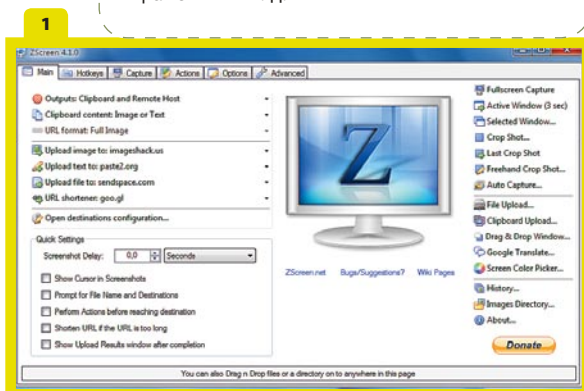 1
ZScreen 4.1.0
Main Hotkeys Capture Actions Options Advanced
Outputs: Clipboard and Remote Host
Clipboard content: Image or Text
URL format: Full Image
Upload image to: imageshack.us
Upload text to: paste2.org
Upload file to: sendspace.com
URL shortener: goo.gl
Open destinations configuration...
Quick Settings
Screenshot Delay: 0,0 Seconds
Show Cursor in Screenshots
Prompt for File Name and Destinations
Perform Actions before reaching destination
Shorten URL if the URL is too long
Show Upload Results window after completion
Z
ZScreen.net Bugs/Suggestions? Wiki Pages
Fullscreen Capture
Active Window (3 sec)
Selected Window...
Crop Shot...
Last Crop Shot
Freehand Crop Shot...
Auto Capture...
File Upload...
Clipboard Upload...
Drag & Drop Window...
Google Translate...
Screen Color Picker...
History...
Images Directory...
About...
Donate
You can also Drag n Drop files or a directory on to anywhere in this page